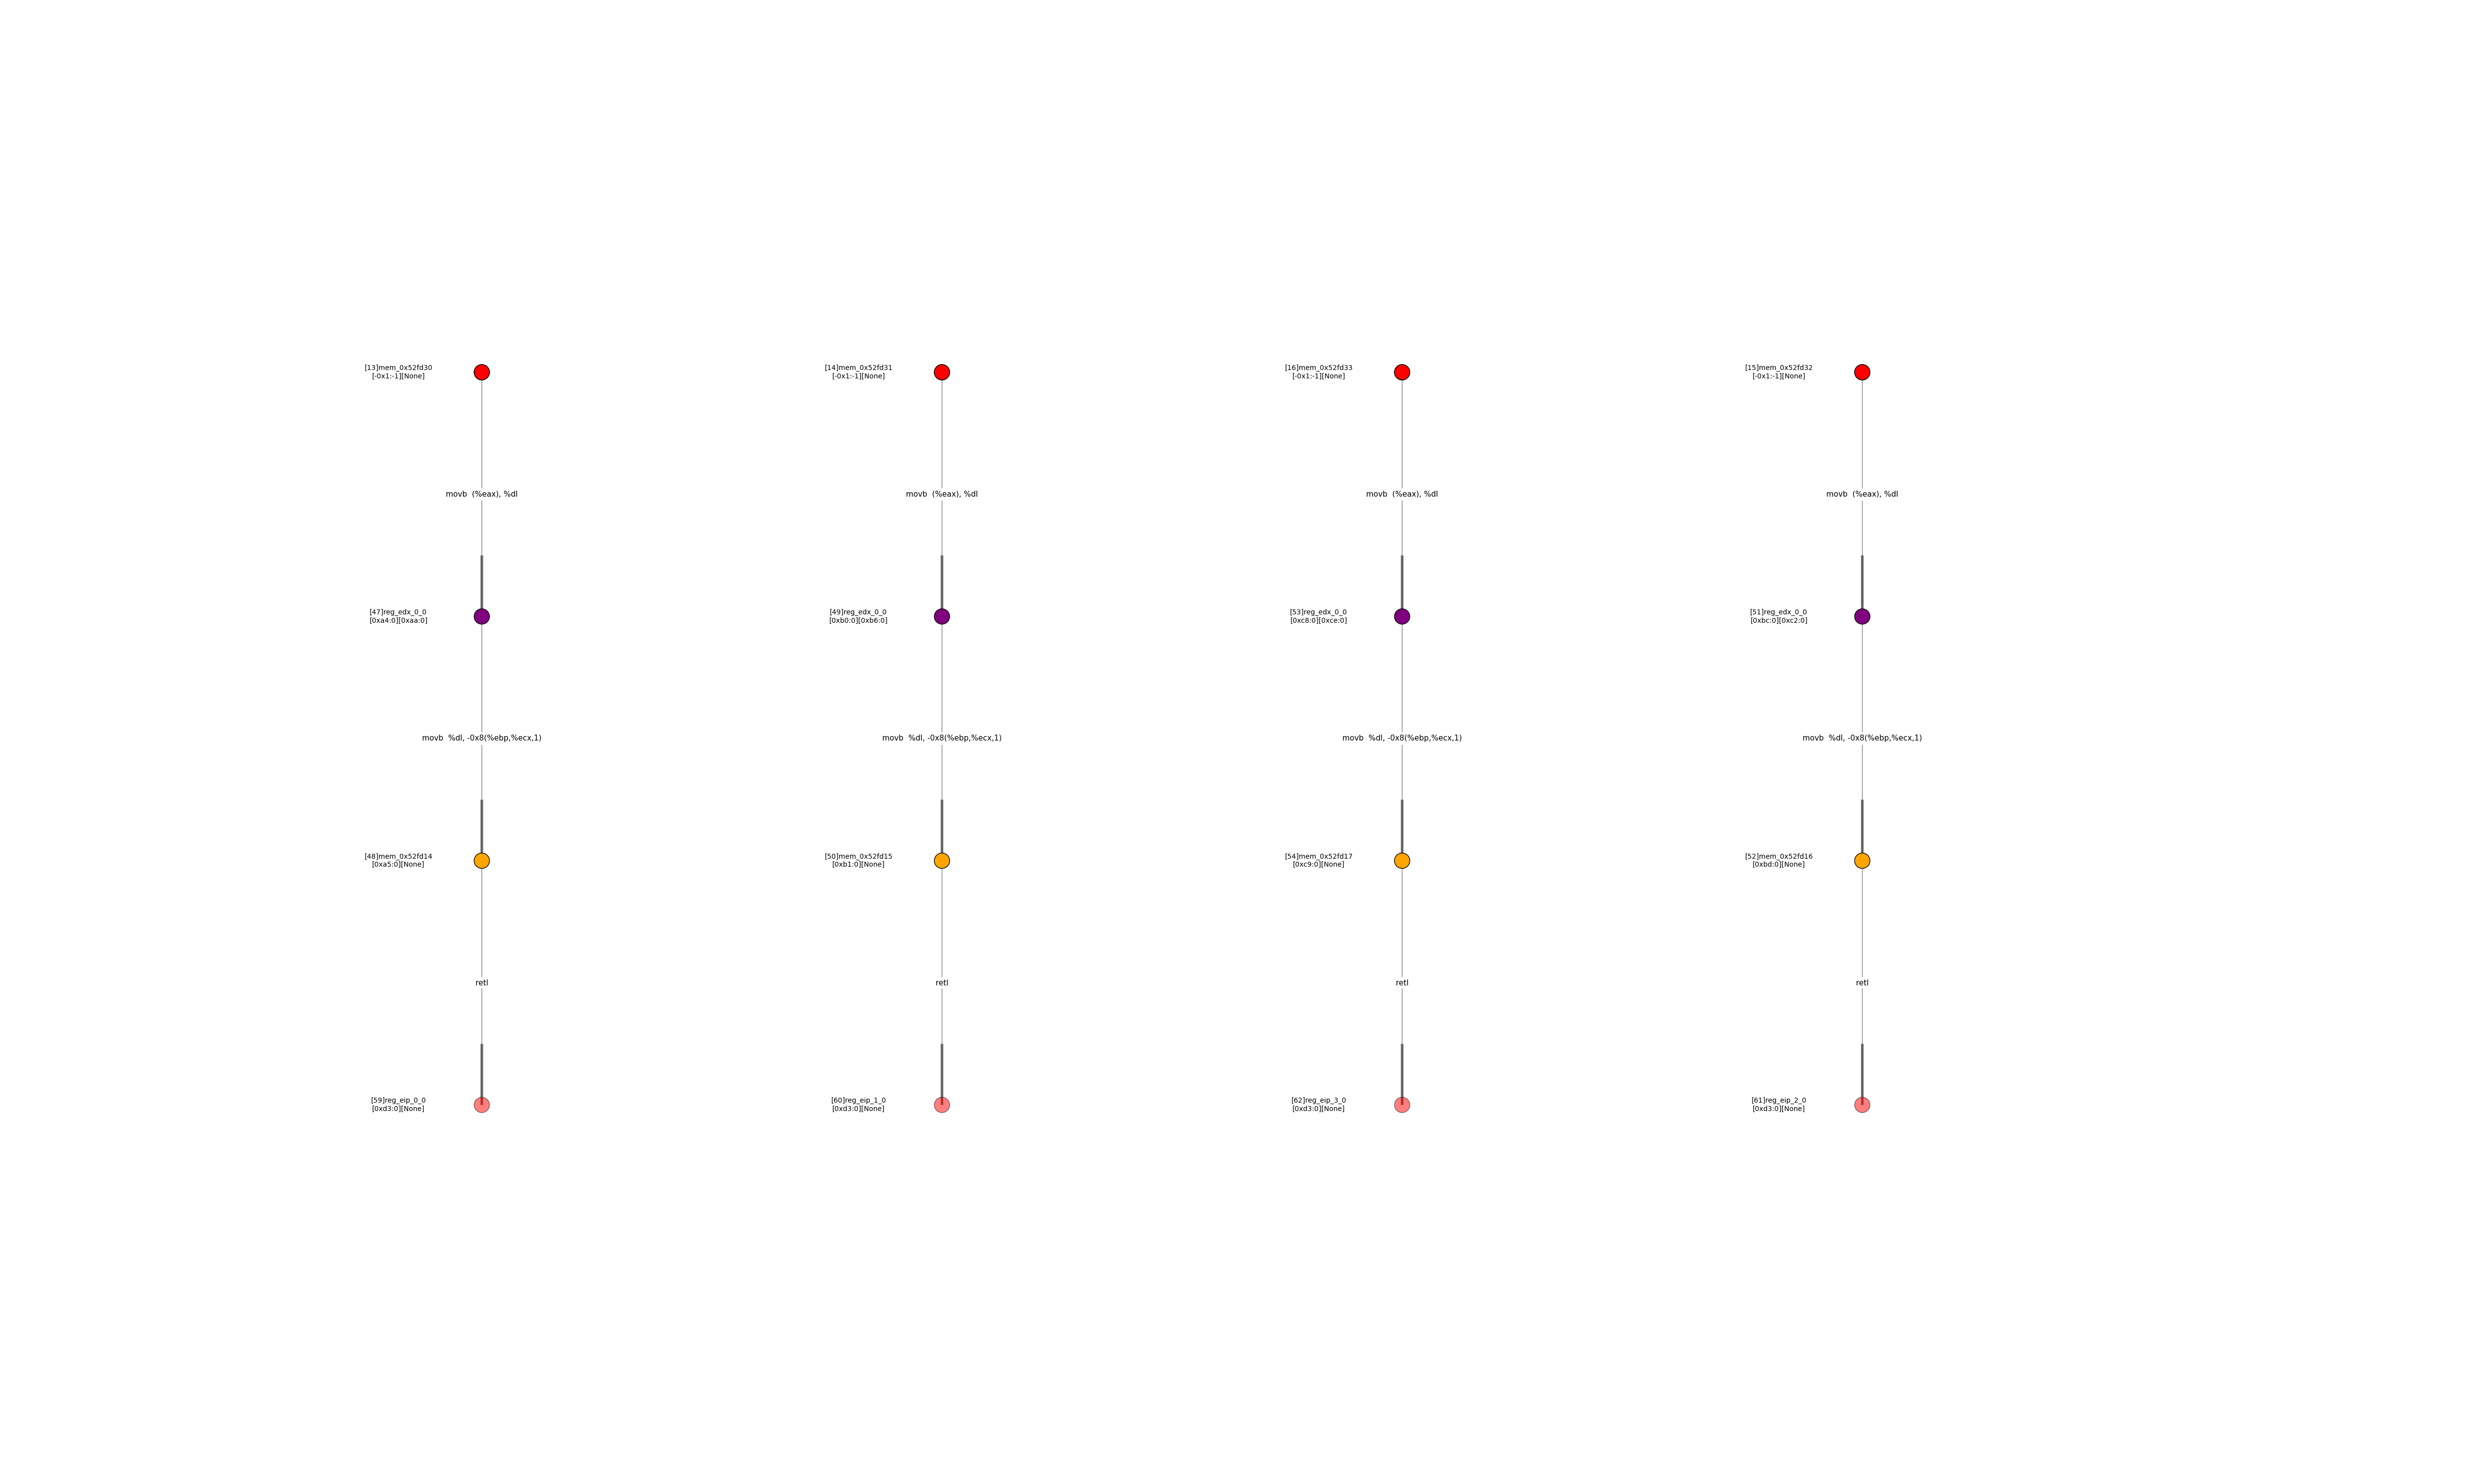 [13]mem_0x52fd30
[-0x1:-1][None]
[14]mem_0x52fd31
[-0x1:-1][None]
[16]mem_0x52fd33
[-0x1:-1][None]
[15]mem_0x52fd32
[-0x1:-1][None]
movb  (%eax), %dl
movb  (%eax), %dl
movb  (%eax), %dl
movb  (%eax), %dl
[47]reg_edx_0_0
[0xa4:0][0xaa:0]
[49]reg_edx_0_0
[0xb0:0][0xb6:0]
[53]reg_edx_0_0
[0xc8:0][0xce:0]
[51]reg_edx_0_0
[0xbc:0][0xc2:0]
movb  %dl, -0x8(%ebp,%ecx,1)
movb  %dl, -0x8(%ebp,%ecx,1)
movb  %dl, -0x8(%ebp,%ecx,1)
movb  %dl, -0x8(%ebp,%ecx,1)
[48]mem_0x52fd14
[0xa5:0][None]
[50]mem_0x52fd15
[0xb1:0][None]
[54]mem_0x52fd17
[0xc9:0][None]
[52]mem_0x52fd16
[0xbd:0][None]
retl
retl
retl
retl
[59]reg_eip_0_0
[0xd3:0][None]
[60]reg_eip_1_0
[0xd3:0][None]
[62]reg_eip_3_0
[0xd3:0][None]
[61]reg_eip_2_0
[0xd3:0][None]